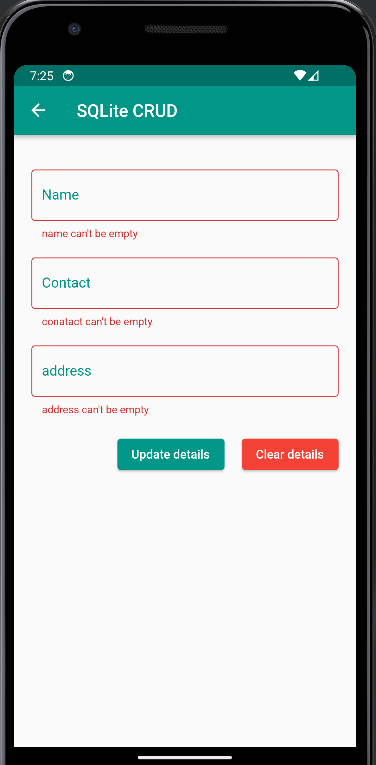 7:25
SQLite CRUD
Name
name can't be empty
Contact
conatact can't be empty
address
address can't be empty
Update details
Clear details